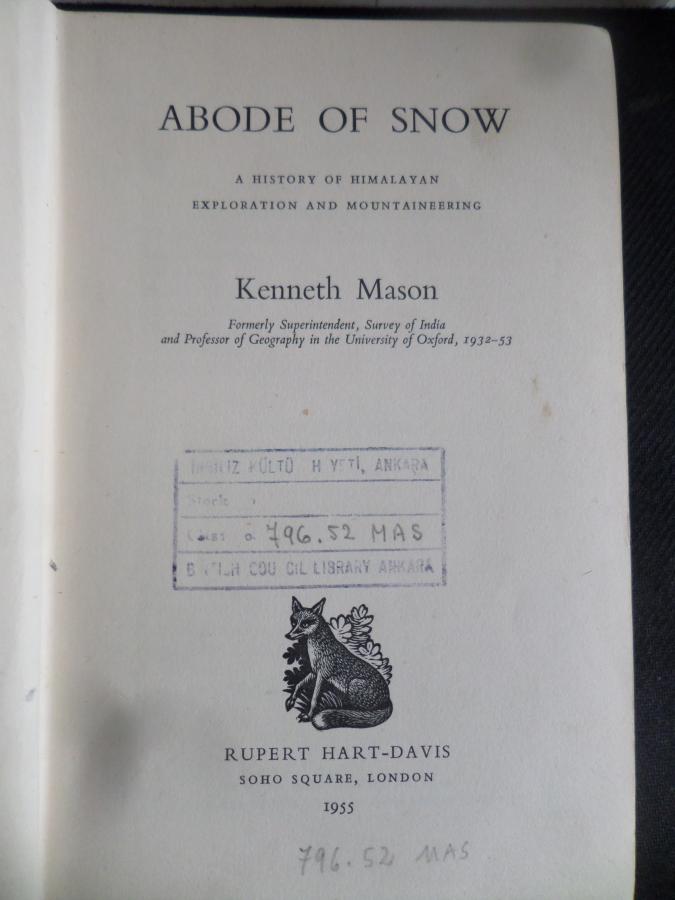 ABODE OF SNOW
A HISTORY OF HIMALAYAN
EXPLORATION AND MOUNTAINEERING
Kenneth Mason
Formerly Superintendent, Survey of India
and Professor of Geography in the University of Oxford, 1932–53
ANKARA
796.52 MAS
LIBRARY ANKARA
RUPERT HART-DAVIS
SOHO SQUARE, LONDON
1955
796.52 MAS